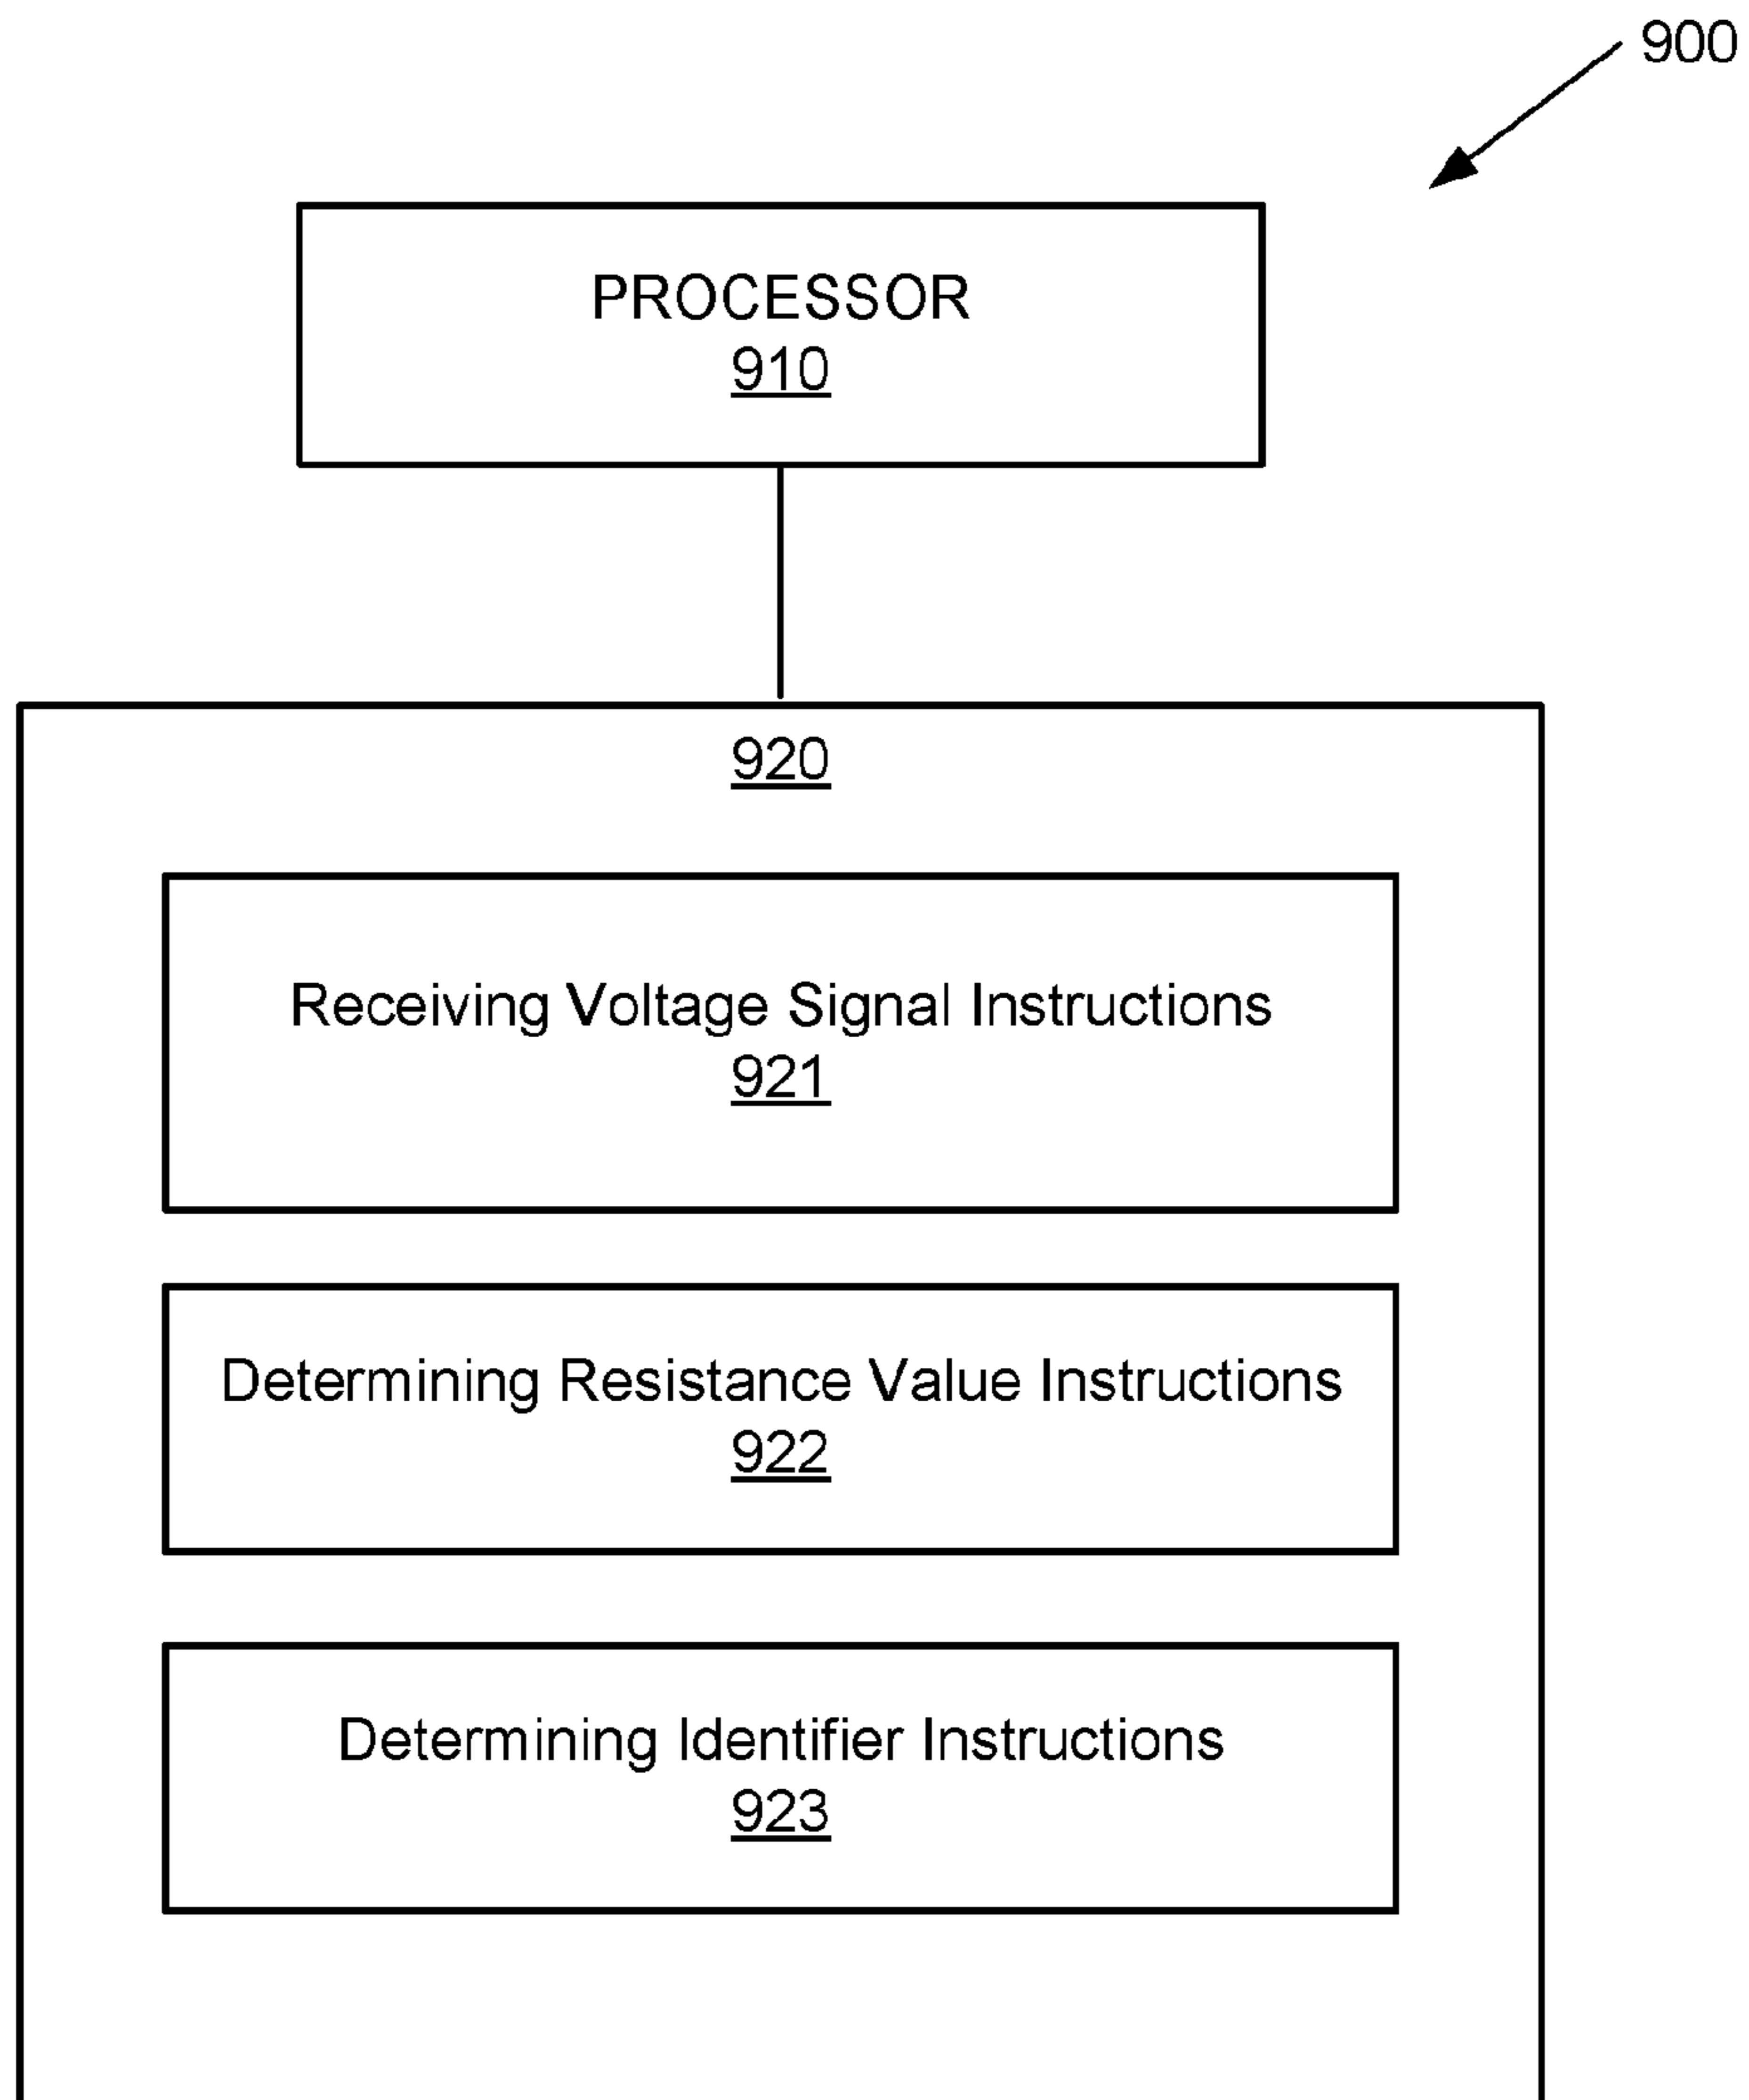 900
PROCESSOR
910
920
Receiving Voltage Signal Instructions
921
Determining Resistance Value Instructions
922
Determining Identifier Instructions
923